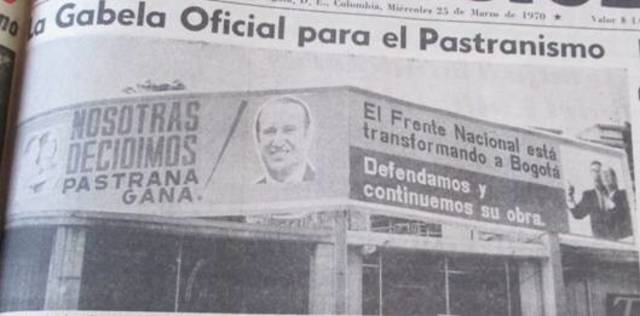 D. E., Colombia, Miércoles 25 de Marzo de 1970 ★ Valor $
La Gabela Oficial para el Pastranismo
NOSOTRAS
DECIDIMOS
PASTRANA
GANA.
El Frente Nacional está
transformando a Bogotá
Defendamos y
continuemos su obra.